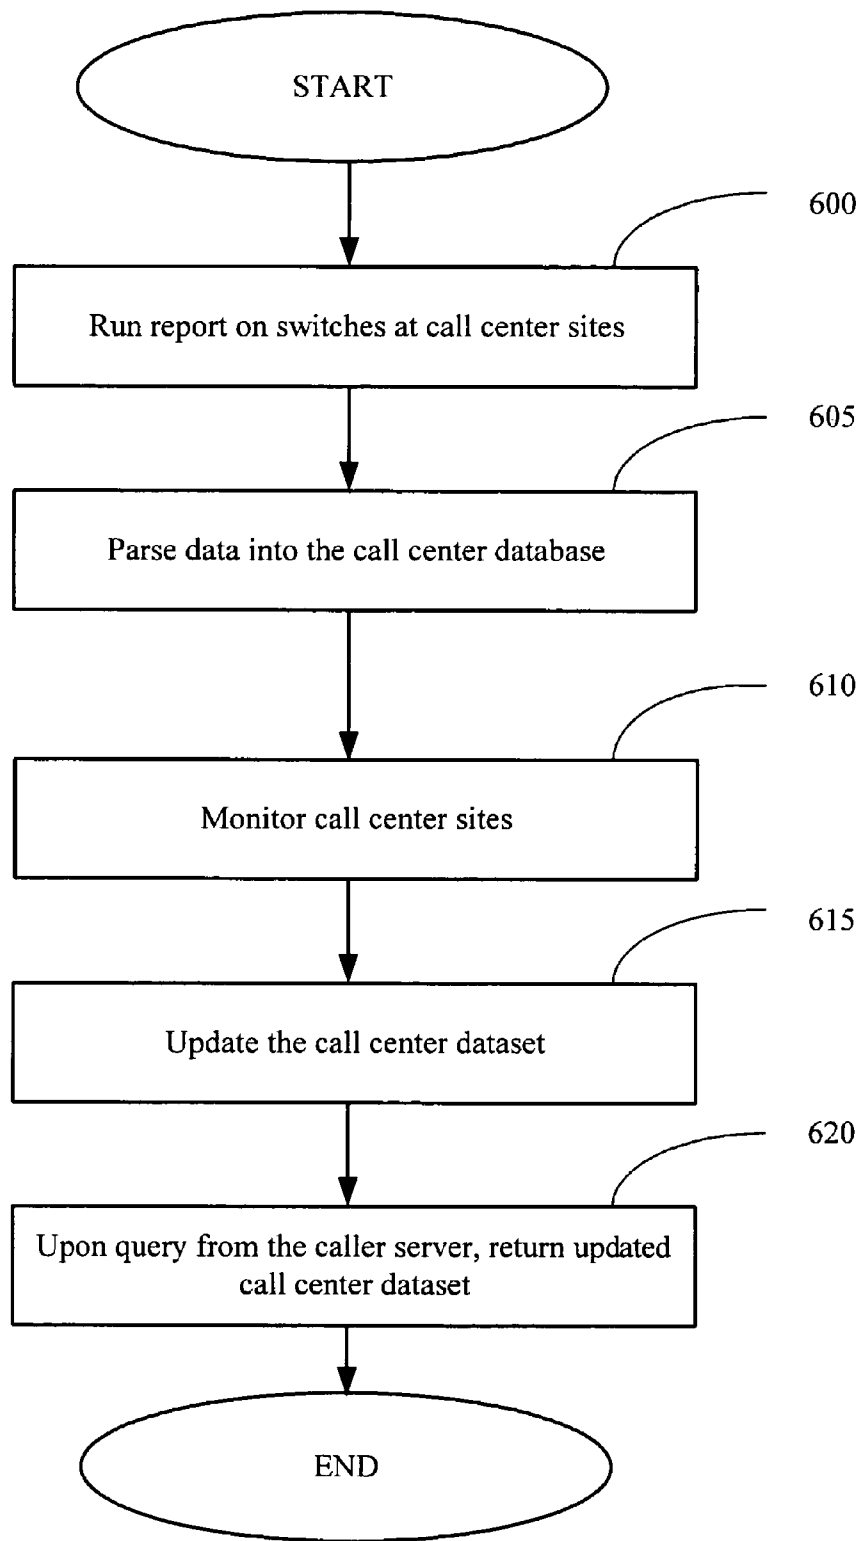 START
600
Run report on switches at call center sites
605
Parse data into the call center database
610
Monitor call center sites
615
Update the call center dataset
620
Upon query from the caller server, return updated
call center dataset
END